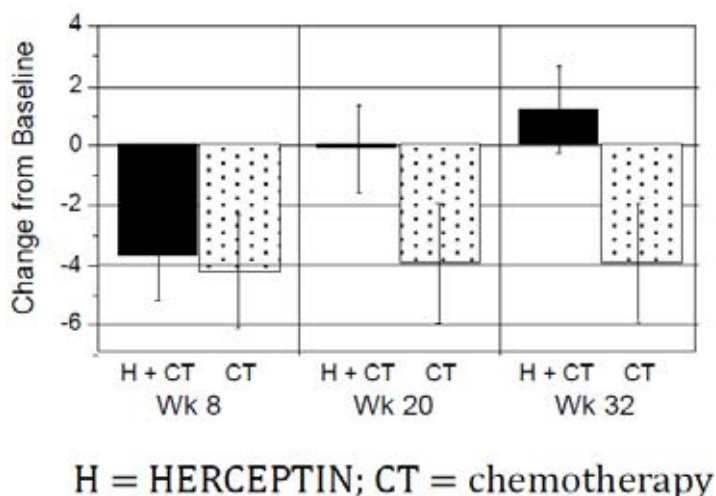 Change from Baseline
4
2
0
-2
-4
-6
H + CT CT H + CT CT H + CT CT
Wk 8 Wk 20 Wk 32
H = HERCEPTIN; CT = chemotherapy